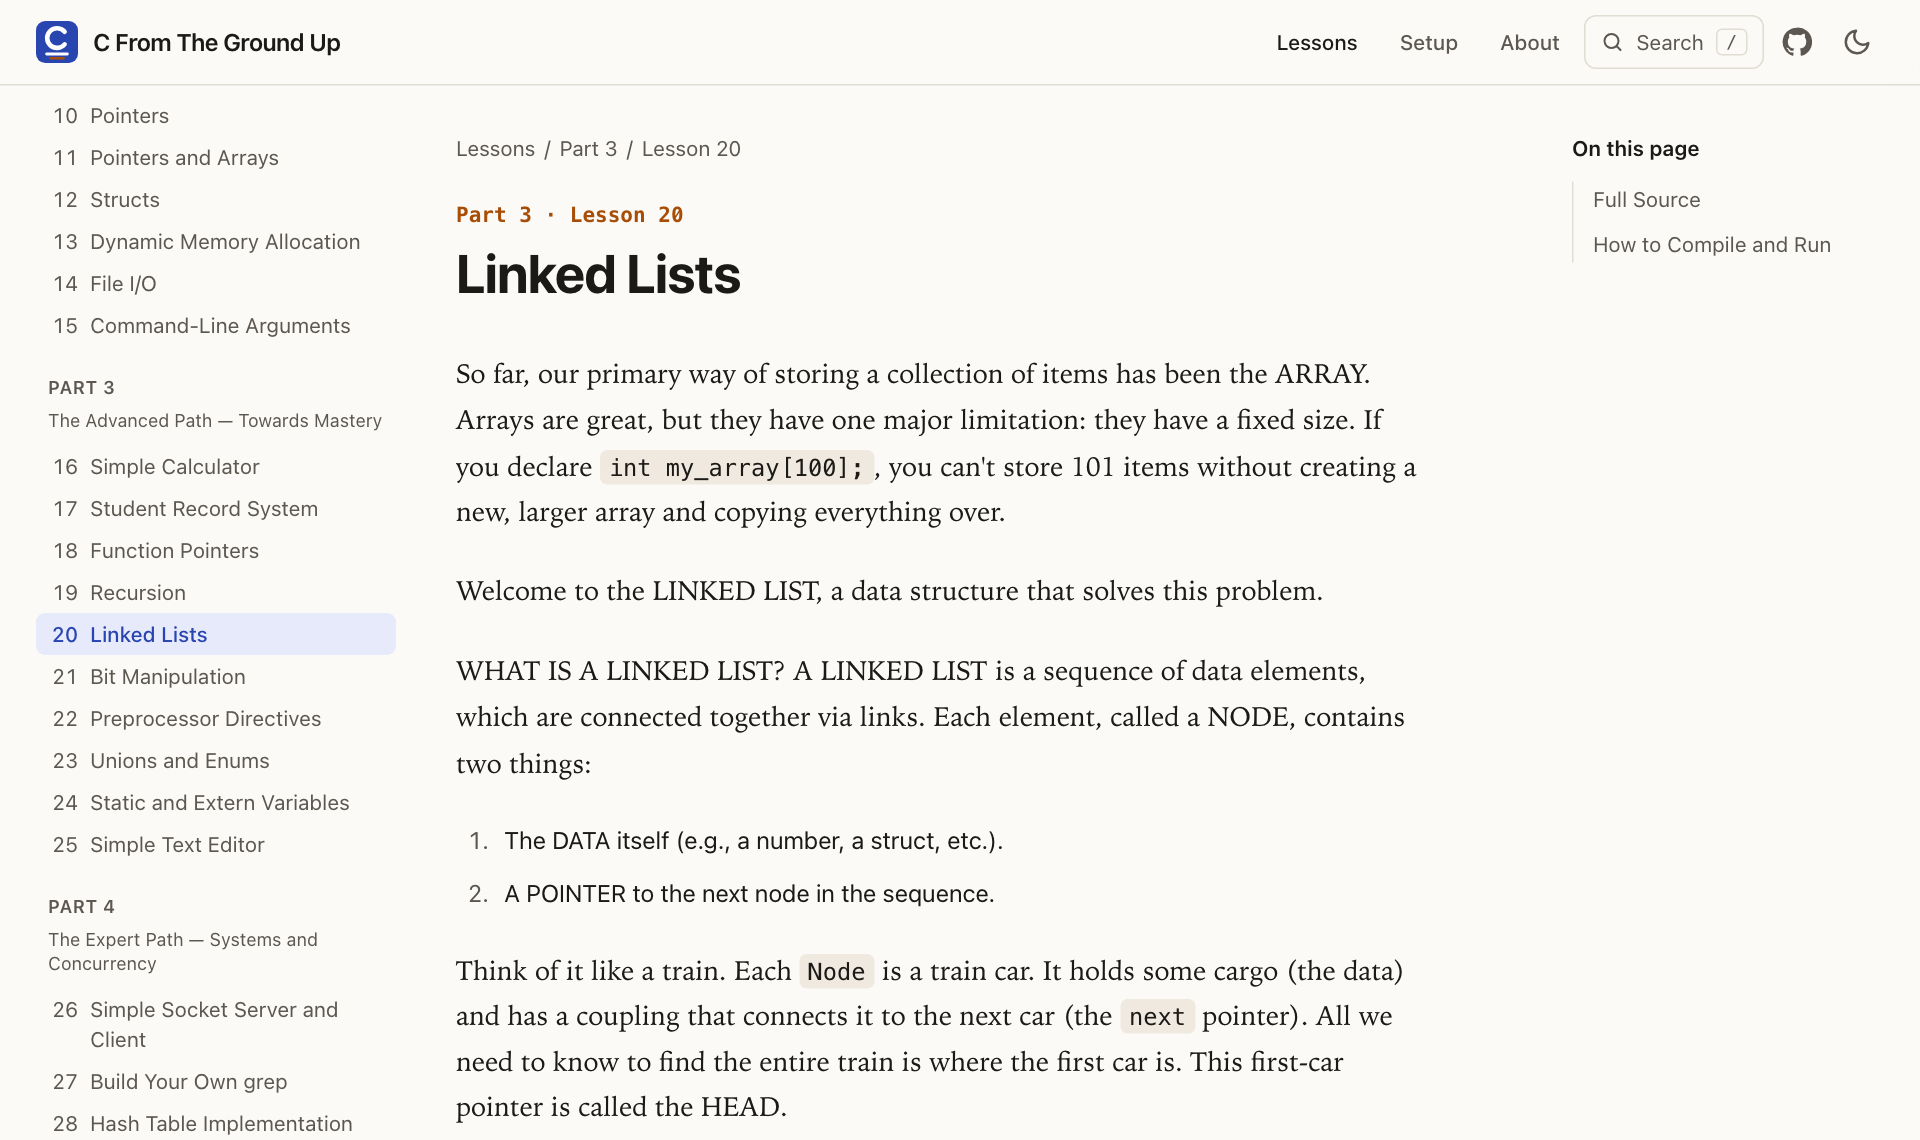 C From The Ground Up
Lessons
Setup
About
Search /
10 Pointers
11 Pointers and Arrays
12 Structs
13 Dynamic Memory Allocation
14 File I/O
15 Command-Line Arguments
PART 3
The Advanced Path — Towards Mastery
16 Simple Calculator
17 Student Record System
18 Function Pointers
19 Recursion
20 Linked Lists
21 Bit Manipulation
22 Preprocessor Directives
23 Unions and Enums
24 Static and Extern Variables
25 Simple Text Editor
PART 4
The Expert Path — Systems and
Concurrency
26 Simple Socket Server and
Client
27 Build Your Own grep
28 Hash Table Implementation
Lessons / Part 3 / Lesson 20
Part 3 · Lesson 20
Linked Lists
So far, our primary way of storing a collection of items has been the ARRAY.
Arrays are great, but they have one major limitation: they have a fixed size. If
you declare int my_array[100];, you can't store 101 items without creating a
new, larger array and copying everything over.
Welcome to the LINKED LIST, a data structure that solves this problem.
WHAT IS A LINKED LIST? A LINKED LIST is a sequence of data elements,
which are connected together via links. Each element, called a NODE, contains
two things:
1. The DATA itself (e.g., a number, a struct, etc.).
2. A POINTER to the next node in the sequence.
Think of it like a train. Each Node is a train car. It holds some cargo (the data)
and has a coupling that connects it to the next car (the next pointer). All we
need to know to find the entire train is where the first car is. This first-car
pointer is called the HEAD.
On this page
Full Source
How to Compile and Run